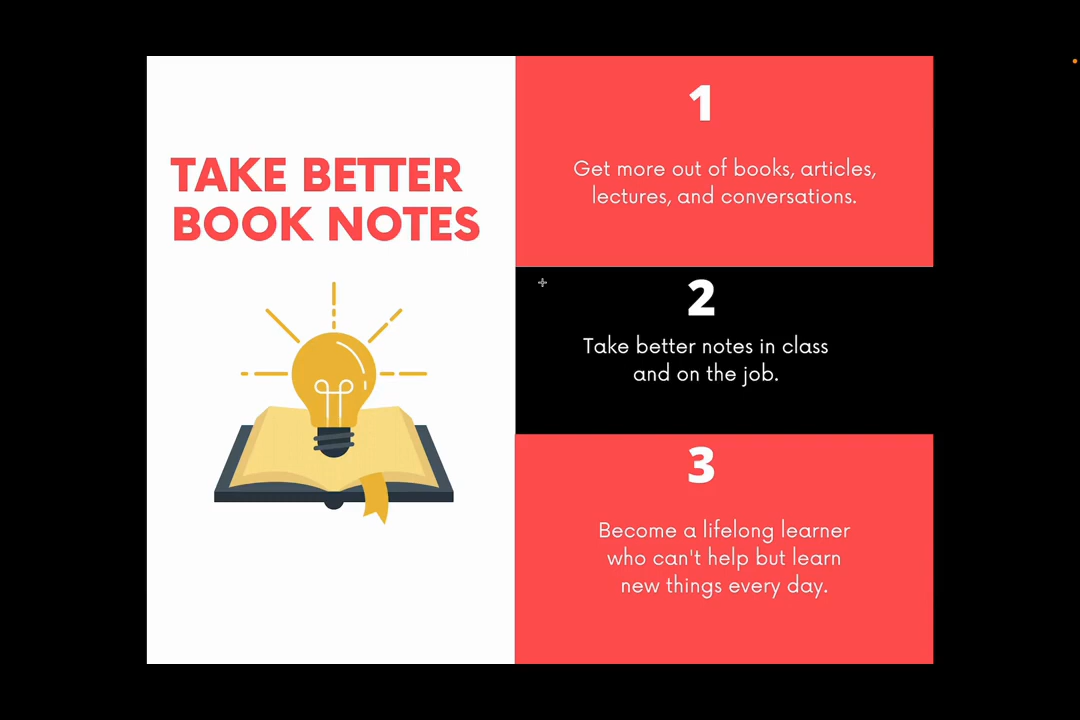 TAKE BETTER
BOOK NOTES
1
Get more out of books, articles,
lectures, and conversations.
2
Take better notes in class
and on the job.
3
Become a lifelong learner
who can't help but learn
new things every day.